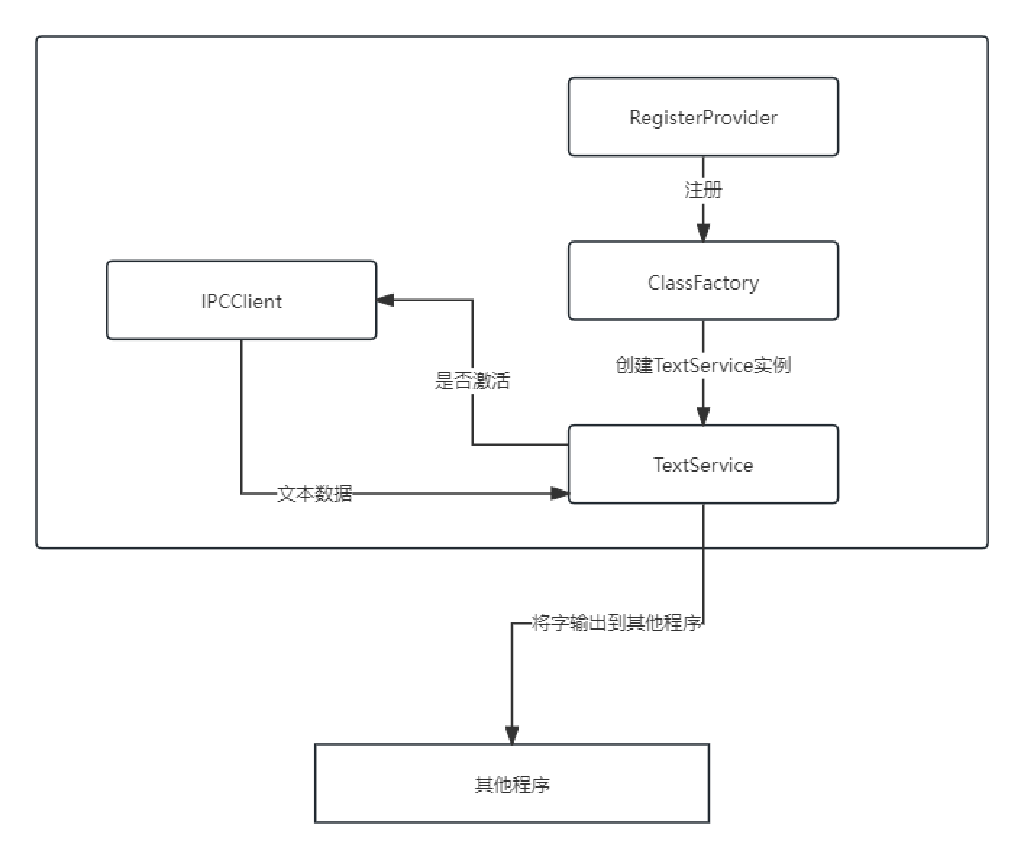 RegisterProvider
注册
ClassFactory
IPCClient
创建TextService实例
是否激活
TextService
文本数据
将字输出到其他程序
其他程序